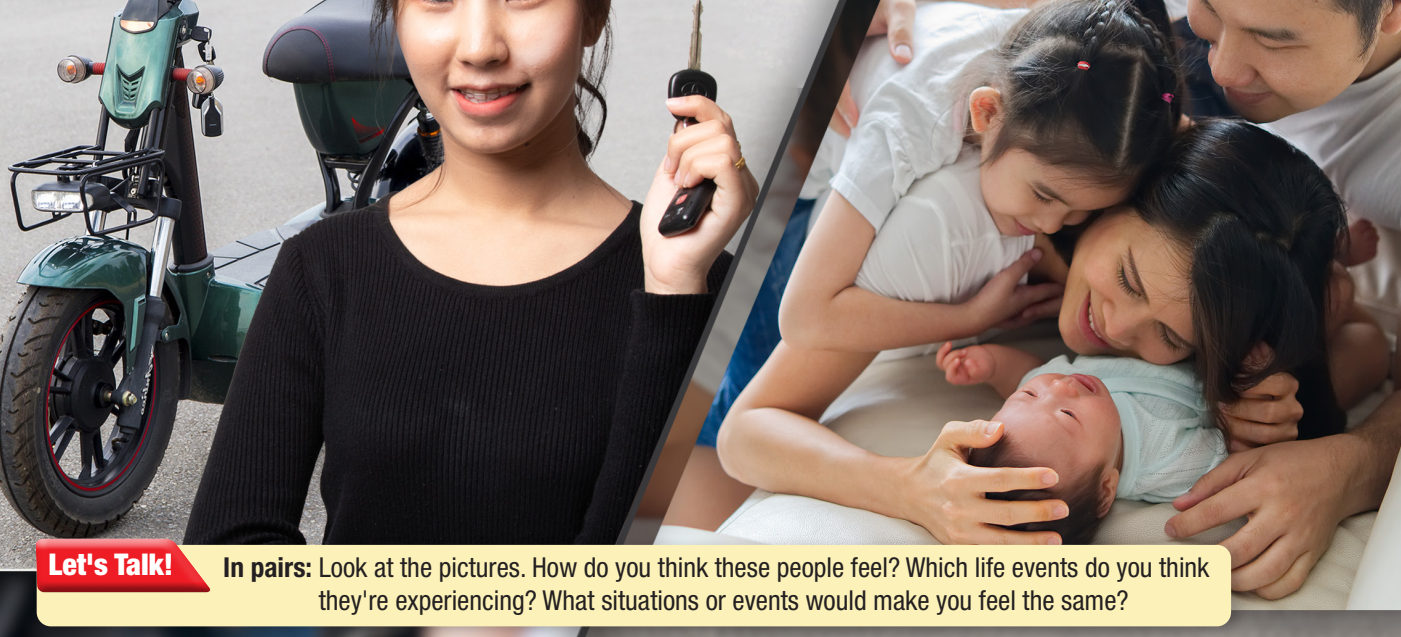 Let's Talk!
In pairs: Look at the pictures. How do you think these people feel? Which life events do you think
they're experiencing? What situations or events would make you feel the same?